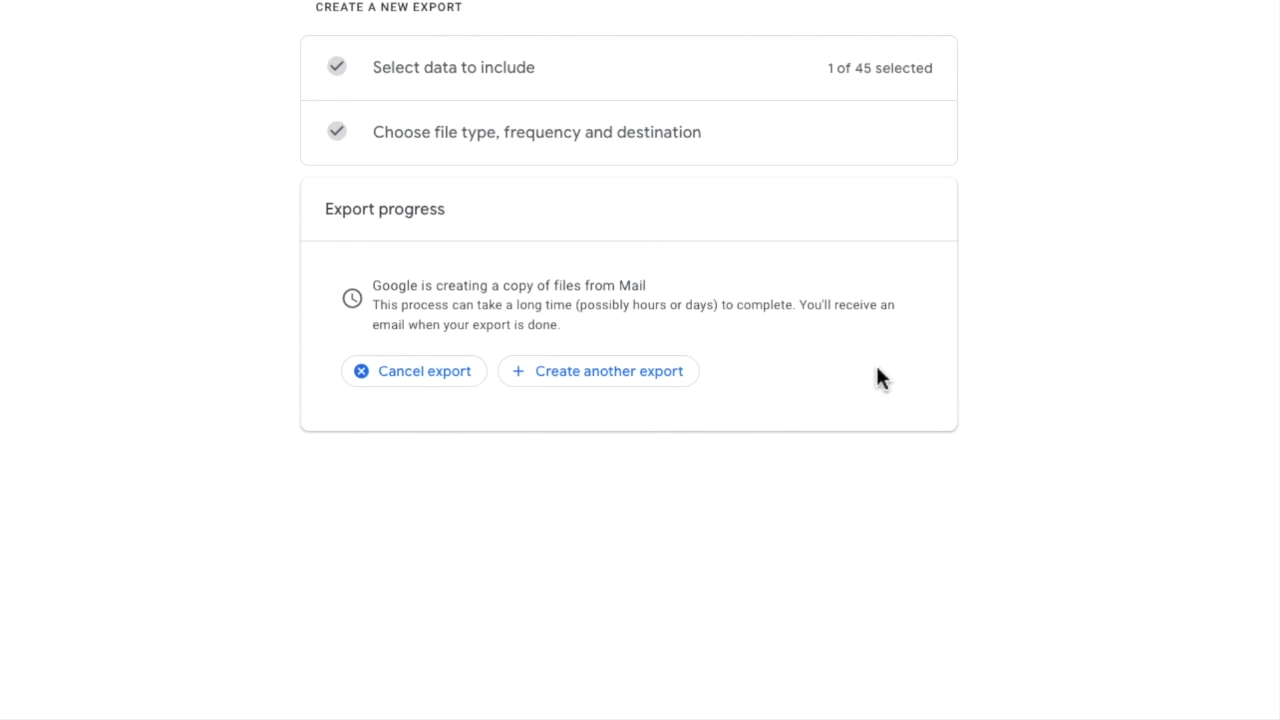 CREATE A NEW EXPORT
Select data to include
1 of 45 selected
Choose file type, frequency and destination
Export progress
Google is creating a copy of files from Mail
This process can take a long time (possibly hours or days) to complete. You'll receive an
email when your export is done.
Cancel export
Create another export